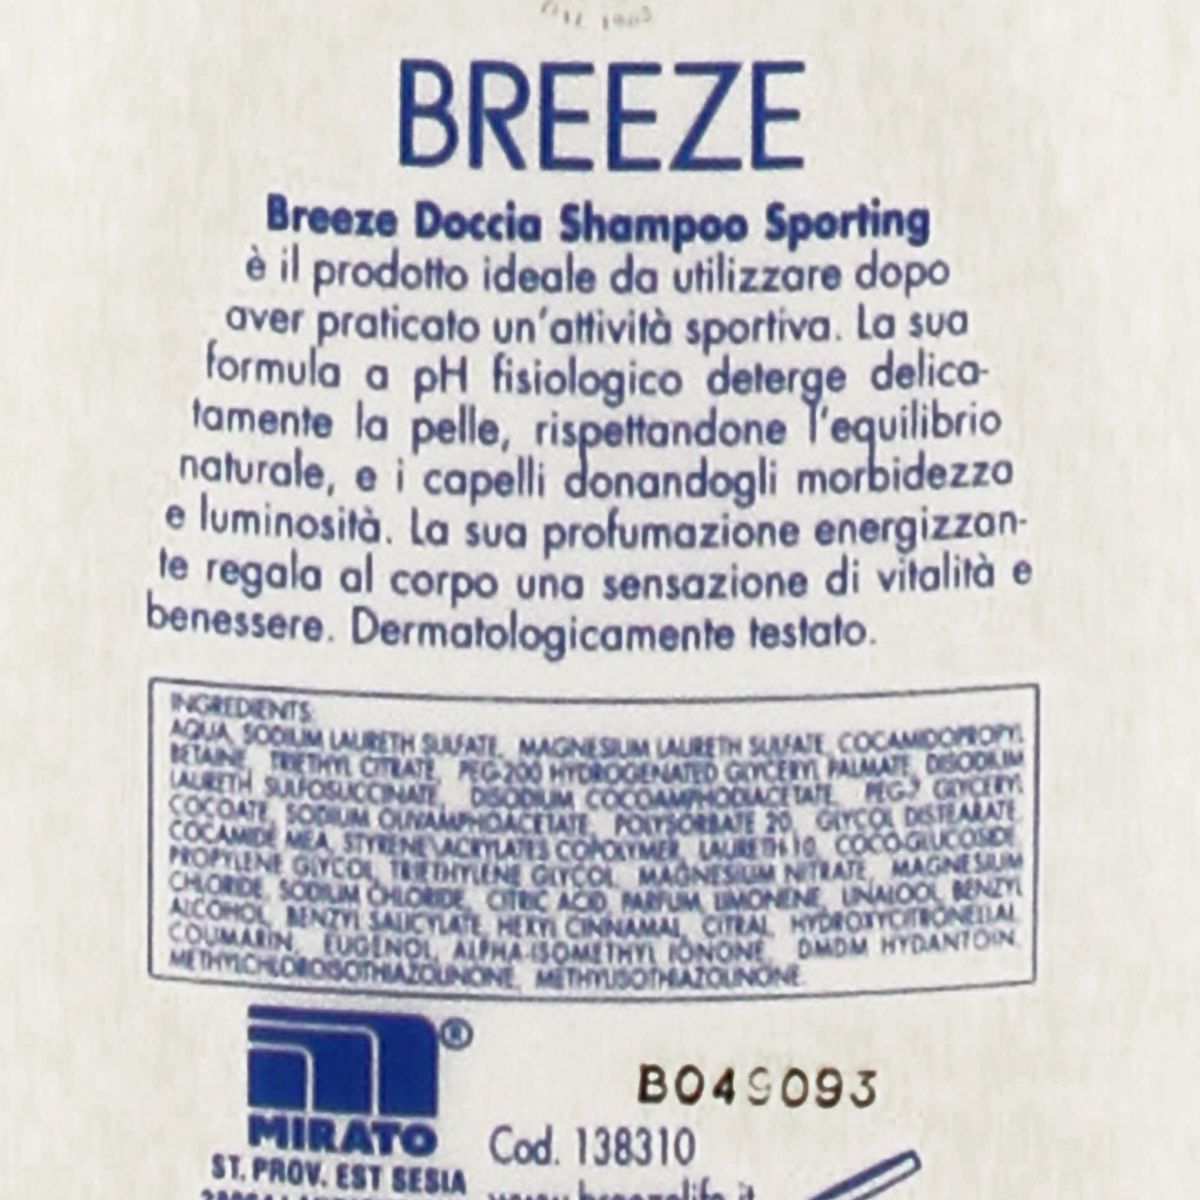 DAL 1963
BREEZE
Breeze Doccia Shampoo Sporting
è il prodotto ideale da utilizzare dopo
aver praticato un'attività sportiva. La sua
formula a pH fisiologico deterge delica-
tamente la pelle, rispettandone l'equilibrio
naturale, e i capelli donandogli morbidezza
e luminosità. La sua profumazione energizzan-
te regala al corpo una sensazione di vitalità e
benessere. Dermatologicamente testato.
INGREDIENTS:
AQUA, SODIUM LAURETH SULFATE, MAGNESIUM LAURETH SULFATE, COCAMIDOPROPYL
BETAINE, TRIETHYL CITRATE, PEG-200 HYDROGENATED GLYCERYL PALMATE, DISODIUM
LAURETH SULFOSUCCINATE, DISODIUM COCOAMPHODIACETATE, PEG-7 GLYCERYL
COCOATE, SODIUM OLIVAMPHOACETATE, POLYSORBATE 20, GLYCOL DISTEARATE,
COCAMIDE MEA, STYRENE\ACRYLATES COPOLYMER, LAURETH-10, COCO-GLUCOSIDE,
PROPYLENE GLYCOL, TRIETHYLENE GLYCOL, MAGNESIUM NITRATE, MAGNESIUM
CHLORIDE, SODIUM CHLORIDE, CITRIC ACID, PARFUM, LIMONENE, LINALOOL, BENZYL
ALCOHOL, BENZYL SALICYLATE, HEXYL CINNAMAL, CITRAL, HYDROXYCITRONELLAL,
COUMARIN, EUGENOL, ALPHA-ISOMETHYL IONONE, DMDM HYDANTOIN,
METHYLCHLOROISOTHIAZOLINONE, METHYLISOTHIAZOLINONE.
®
B049093
MIRATO
Cod. 138310
ST. PROV. EST SESIA
www.breezelife.it